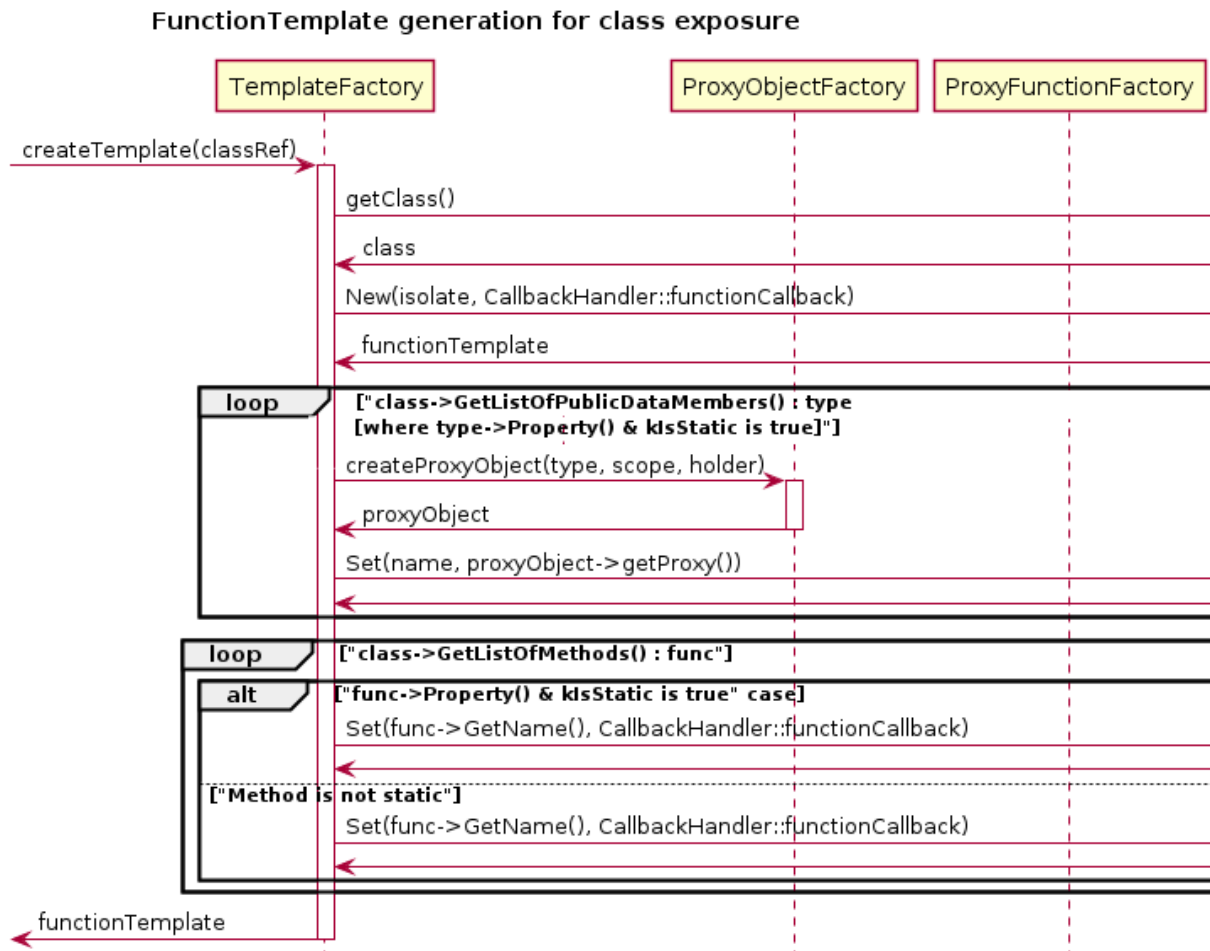 FunctionTemplate generation for class exposure
TemplateFactory
ProxyObjectFactory
ProxyFunctionFactory
createTemplate(classRef)
getClass()
class
New(isolate, CallbackHandler::functionCallback)
functionTemplate
loop
["class->GetListOfPublicDataMembers() : type
[where type->Property() & kIsStatic is true]"]
createProxyObject(type, scope, holder)
proxyObject
Set(name, proxyObject->getProxy())
loop
["class->GetListOfMethods() : func"]
alt
["func->Property() & kIsStatic is true" case]
Set(func->GetName(), CallbackHandler::functionCallback)
["Method is not static"]
Set(func->GetName(), CallbackHandler::functionCallback)
functionTemplate